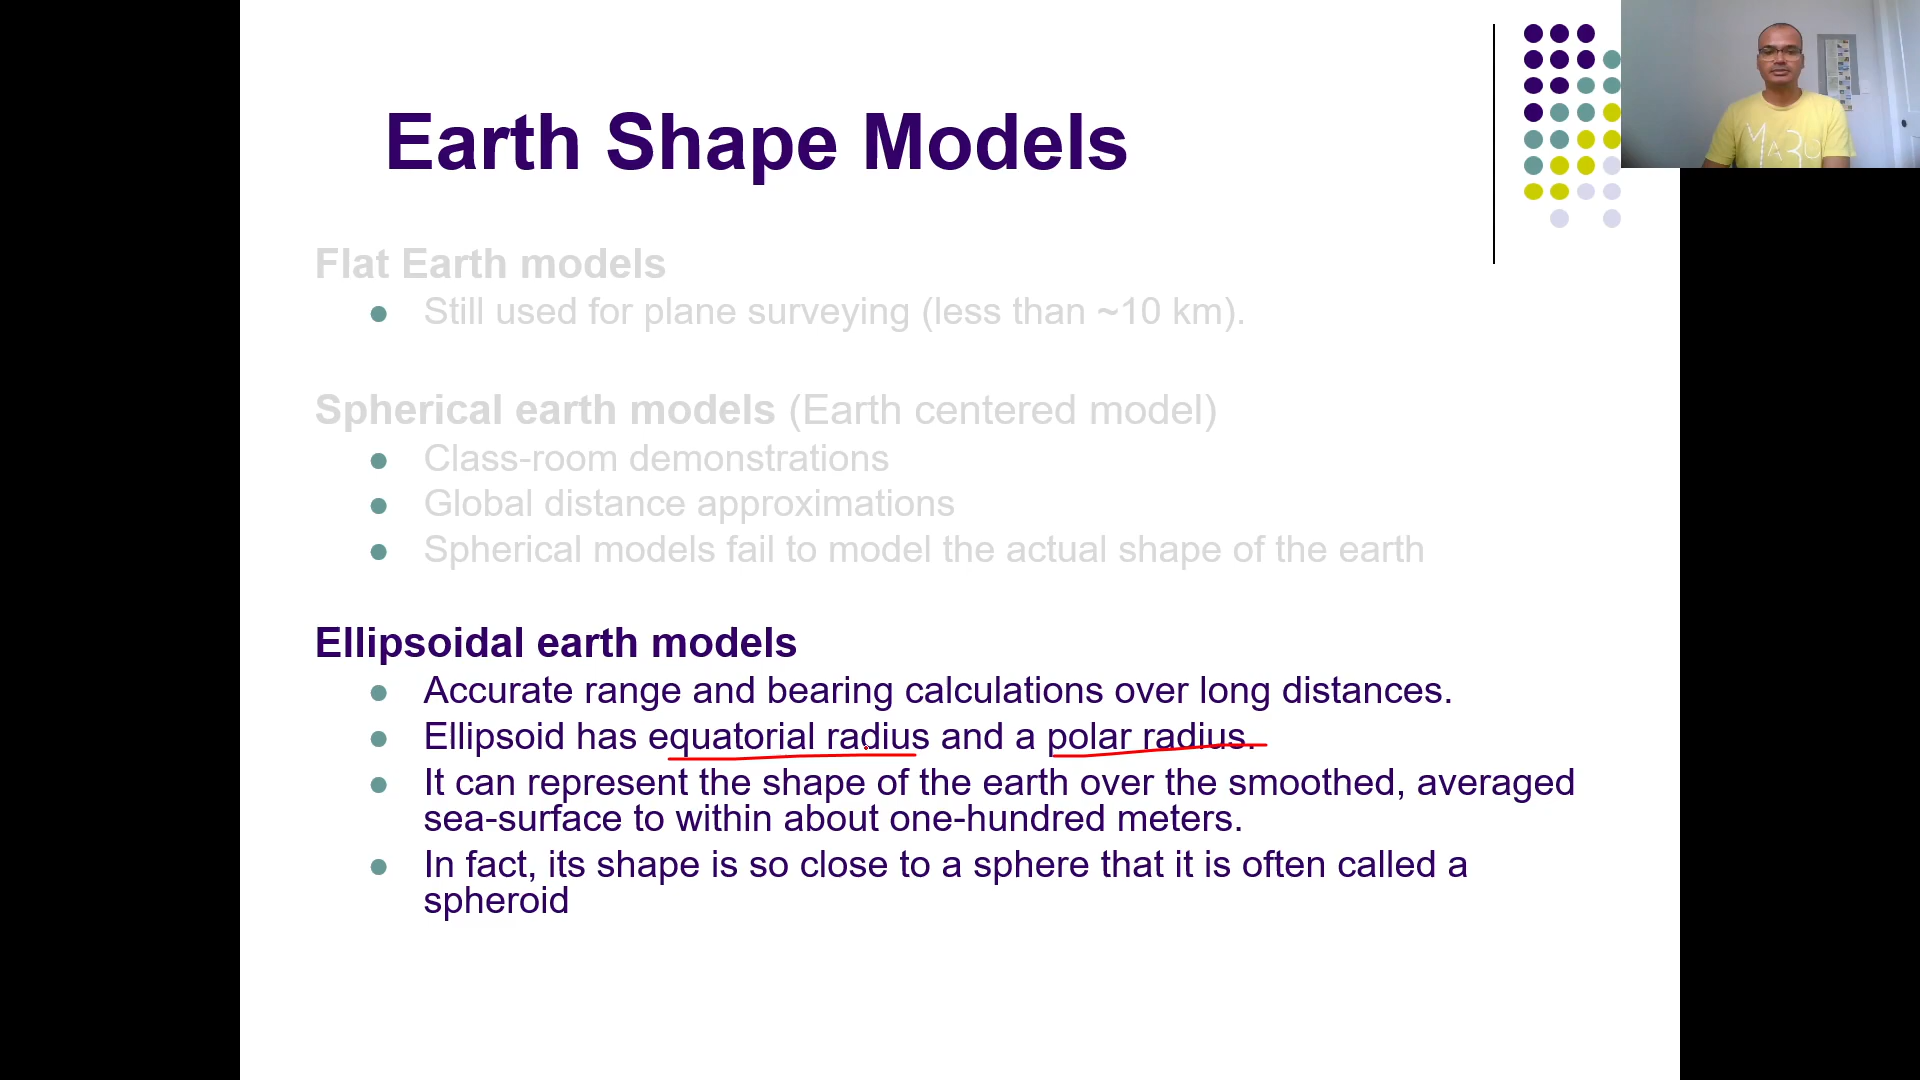 Earth Shape Models
Flat Earth models
Still used for plane surveying (less than ~10 km).
Spherical earth models (Earth centered model)
Class-room demonstrations
Global distance approximations
Spherical models fail to model the actual shape of the earth
Ellipsoidal earth models
Accurate range and bearing calculations over long distances.
Ellipsoid has equatorial radius and a polar radius.
It can represent the shape of the earth over the smoothed, averaged
sea-surface to within about one-hundred meters.
In fact, its shape is so close to a sphere that it is often called a
spheroid